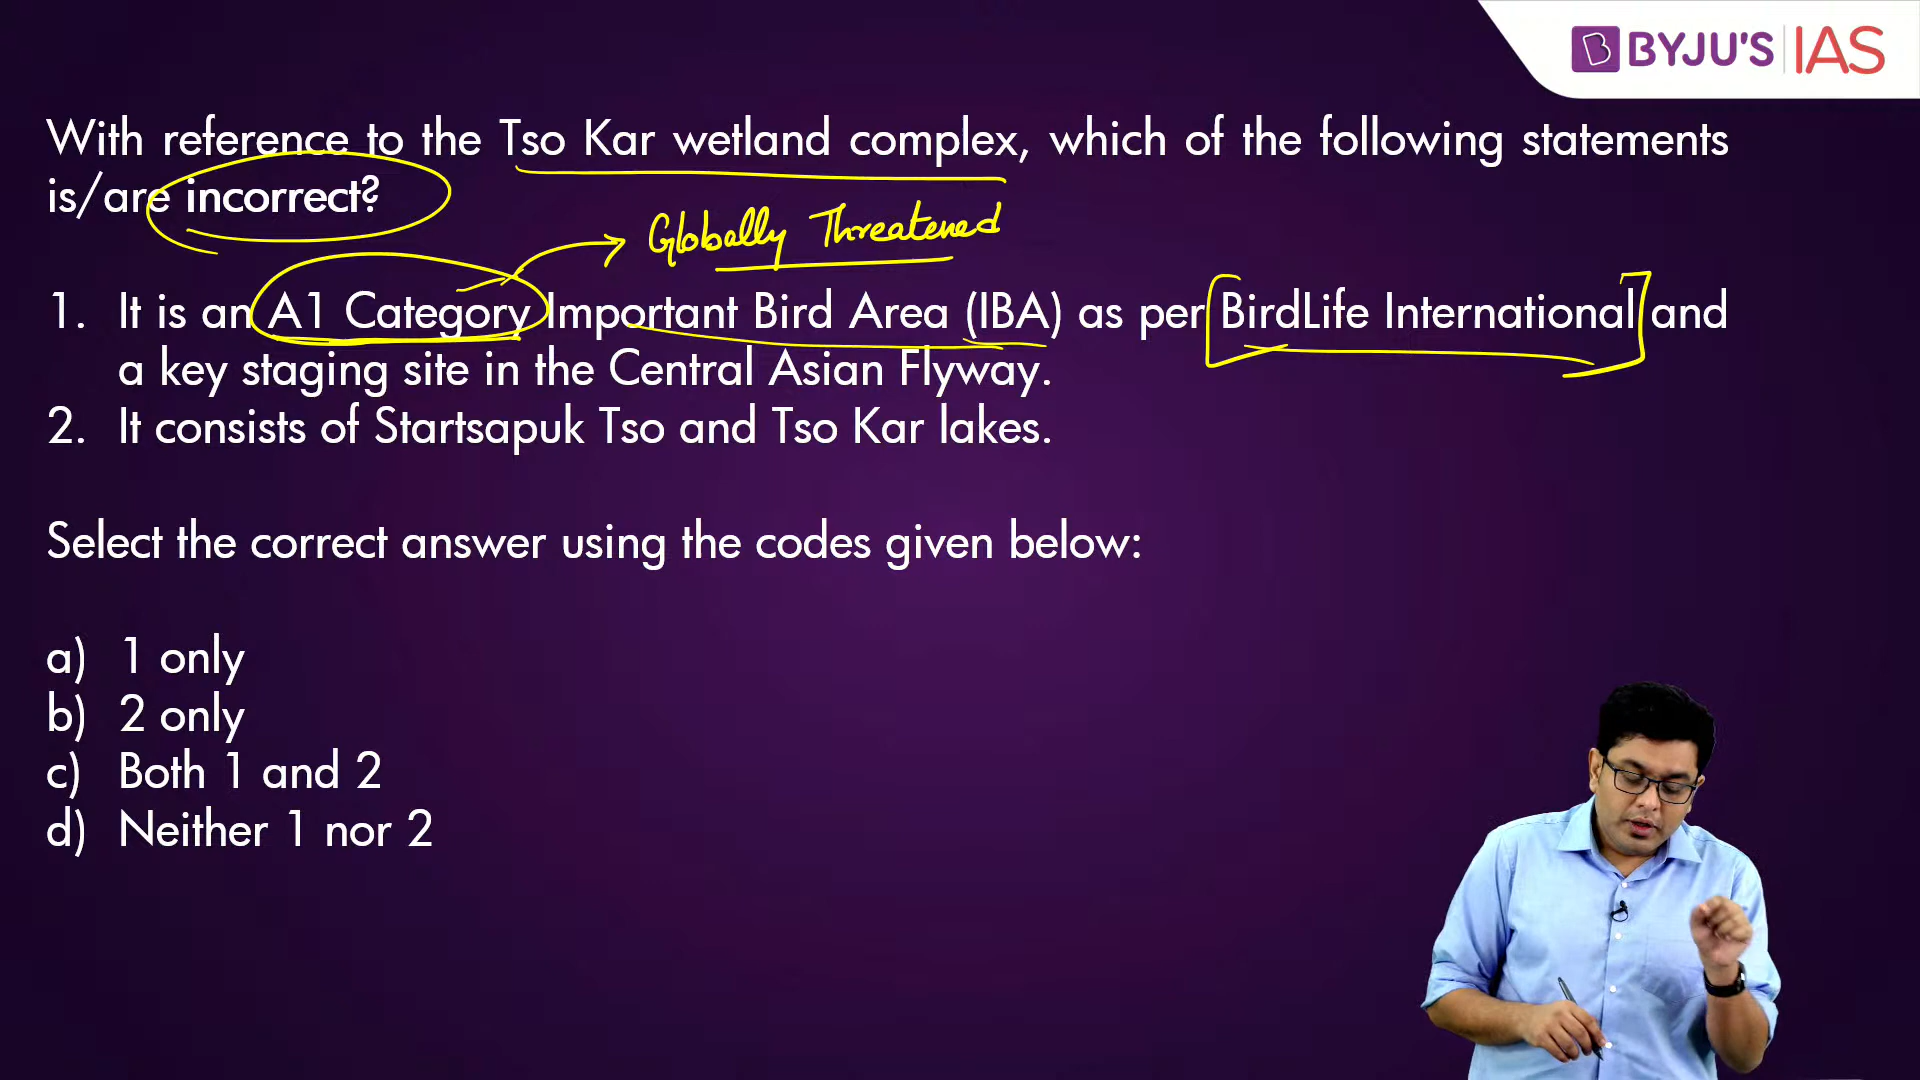 BYJU'S IAS
With reference to the Tso Kar wetland complex, which of the following statements
is/are incorrect?
Globally Threatened
1. It is an A1 Category Important Bird Area (IBA) as per BirdLife International and
a key staging site in the Central Asian Flyway.
2. It consists of Startsapuk Tso and Tso Kar lakes.
Select the correct answer using the codes given below:
a) 1 only
b) 2 only
c) Both 1 and 2
d) Neither 1 nor 2